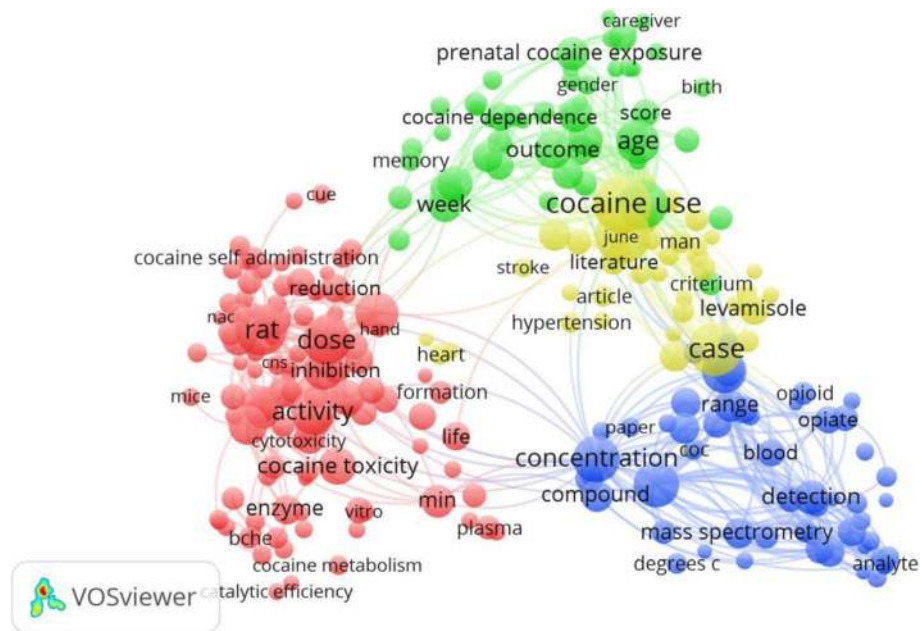 caregiver
prenatal cocaine exposure
gender
birth
cocaine dependence
score
outcome
age
memory
cue
week
cocaine use
june
man
cocaine self administration
stroke
literature
reduction
article
criterium
levamisole
nac
rat
dose
hand
hypertension
cns
inhibition
heart
case
mice
formation
range
opioid
activity
paper
opiate
cytotoxicity
life
concentration
coc
blood
cocaine toxicity
compound
detection
enzyme
vitro
min
bche
plasma
mass spectrometry
cocaine metabolism
degrees c
analyte
catalytic efficiency
VOSviewer